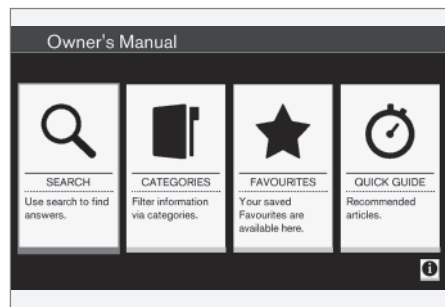 Owner's Manual
SEARCH
Use search to find
answers.
CATEGORIES
Filter information
via categories.
FAVOURITES
Your saved
Favourites are
available here.
QUICK GUIDE
Recommended
articles.
i